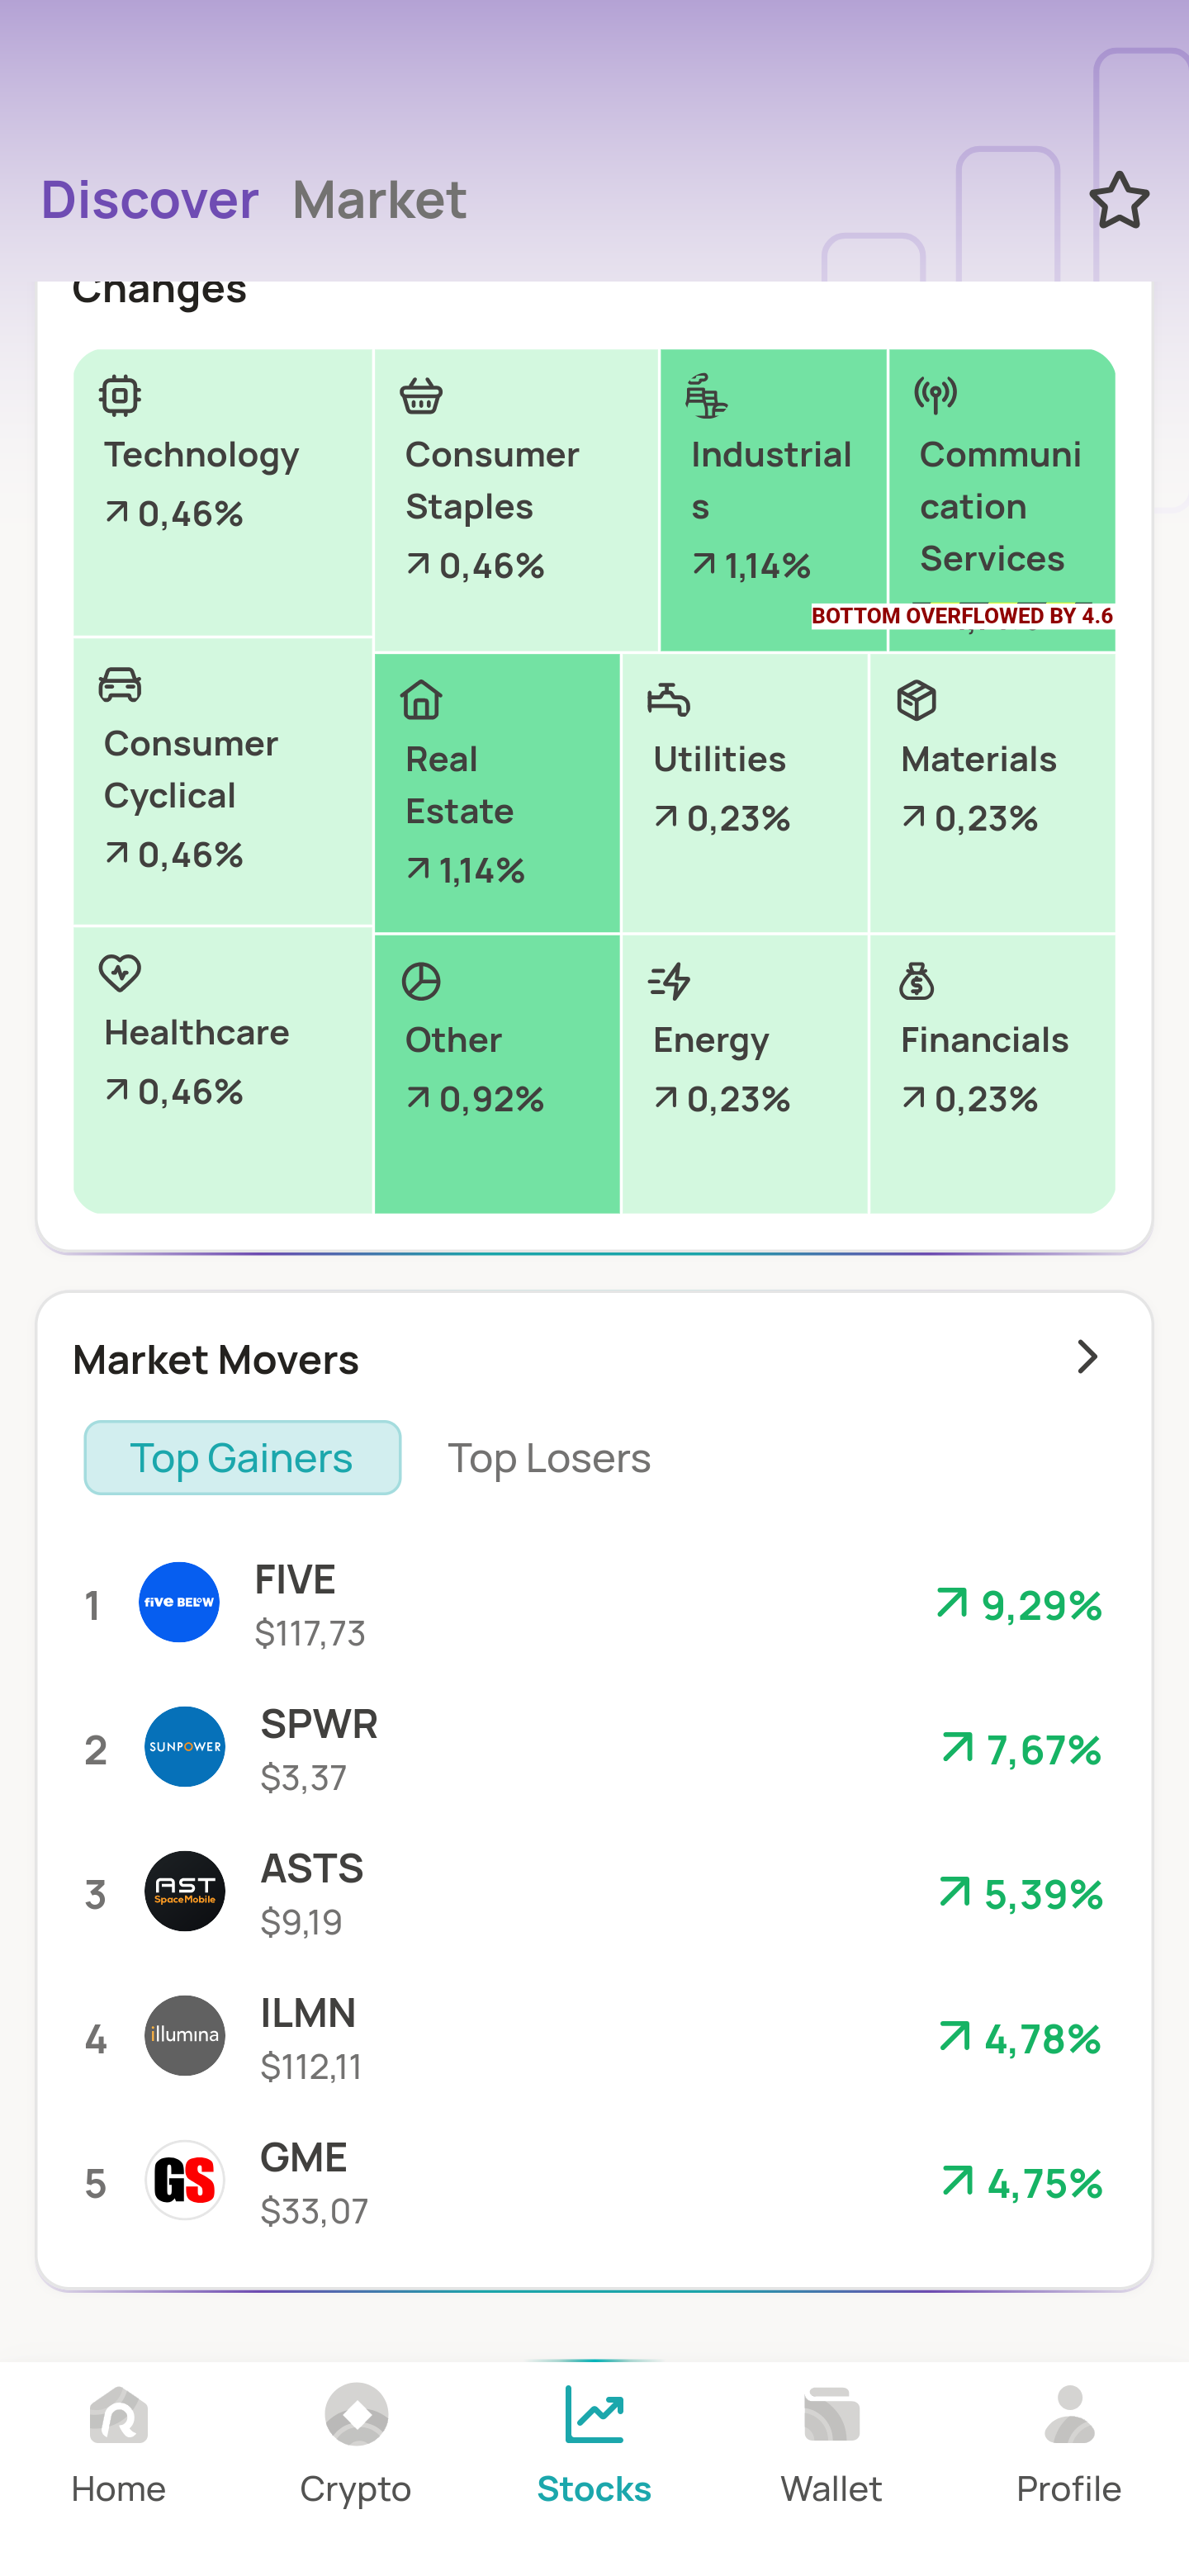 Discover Market
Changes
Technology
0,46%
Consumer
Staples
0,46%
Industrial
s
1,14%
Communi
cation
Services
BOTTOM OVERFLOWED BY 4.6
Consumer
Cyclical
0,46%
Real
Estate
1,14%
Utilities
0,23%
Materials
0,23%
Healthcare
0,46%
Other
0,92%
Energy
0,23%
Financials
0,23%
Market Movers
Top Gainers Top Losers
1 five BELOW FIVE 9,29%
$117,73
2 SUNPOWER SPWR 7,67%
$3,37
3 AST SpaceMobile ASTS 5,39%
$9,19
4 illumına ILMN 4,78%
$112,11
5 GS GME 4,75%
$33,07
Home Crypto Stocks Wallet Profile